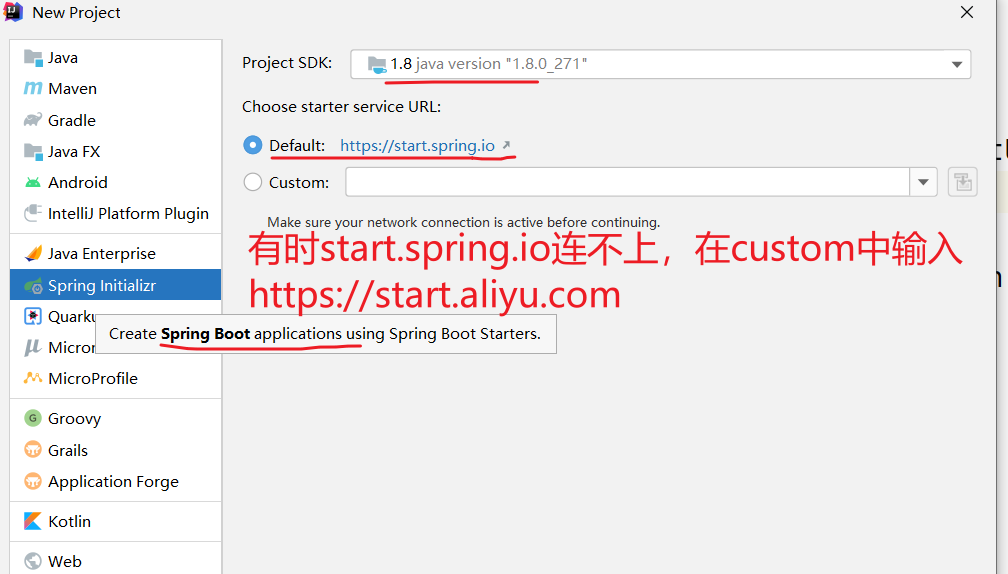 New Project
Java
Maven
Gradle
Java FX
Android
IntelliJ Platform Plugin
Java Enterprise
Spring Initializr
Quarku
Micron
MicroProfile
Groovy
Grails
Application Forge
Kotlin
Web
Project SDK: 1.8 java version "1.8.0_271"
Choose starter service URL:
Default: https://start.spring.io
Custom:
Make sure your network connection is active before continuing.
有时start.spring.io连不上，在custom中输入
https://start.aliyu.com
Create Spring Boot applications using Spring Boot Starters.